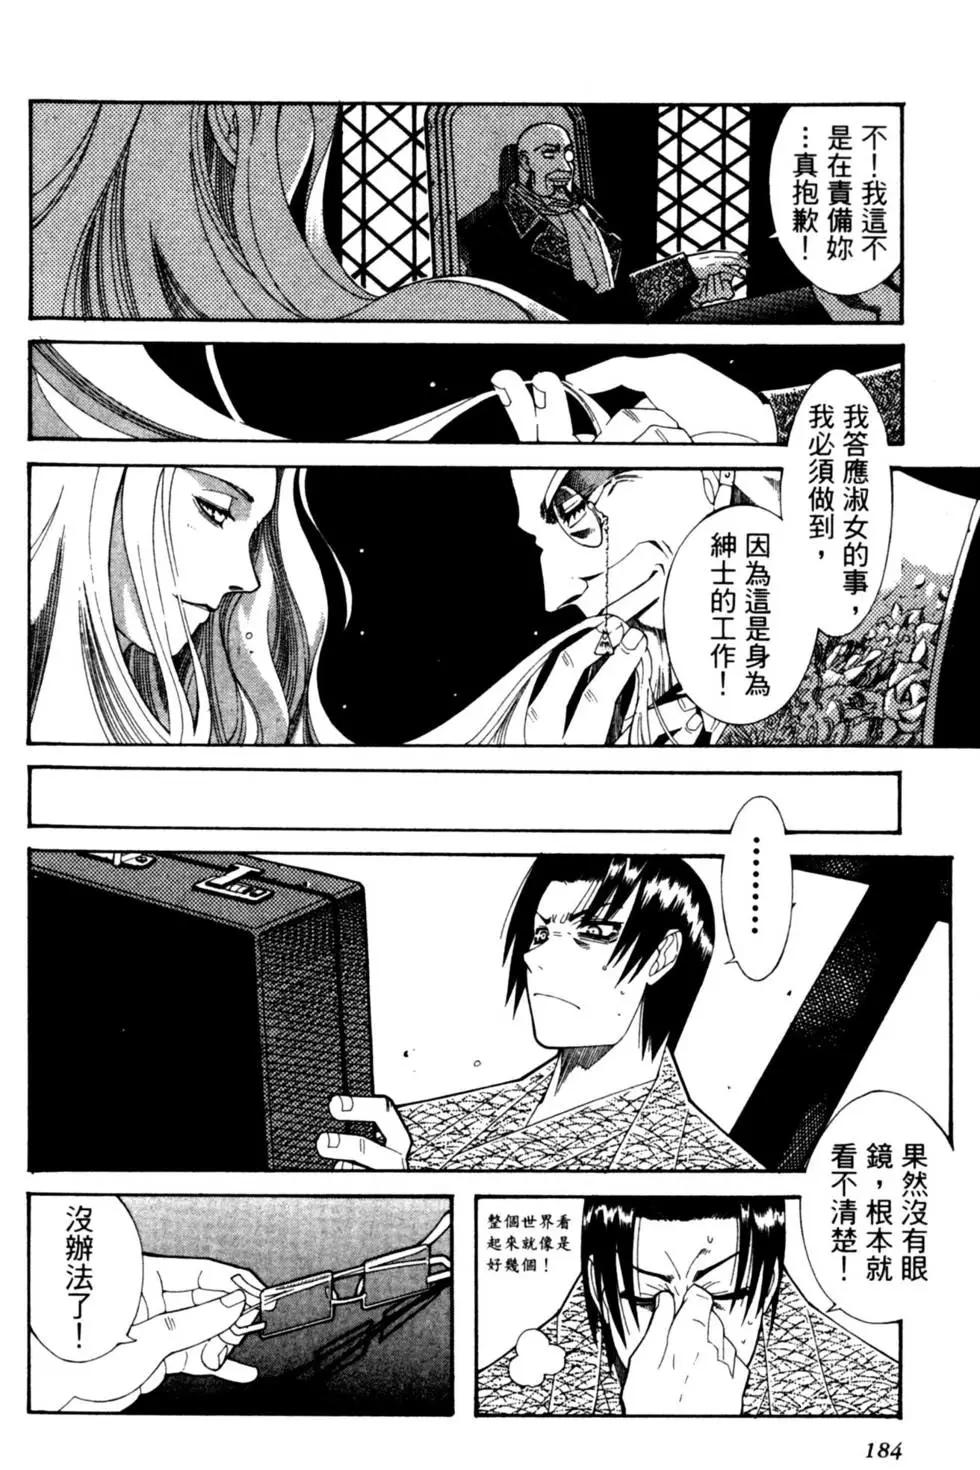 不！我這不
是在責備妳
…真抱歉！
我答應淑女的事，
我必須做到，
因為這是身為
紳士的工作！
………
果然沒有眼
鏡，根本就
看不清楚！
整個世界看
起來就像是
好幾個！
沒辦法了！
184